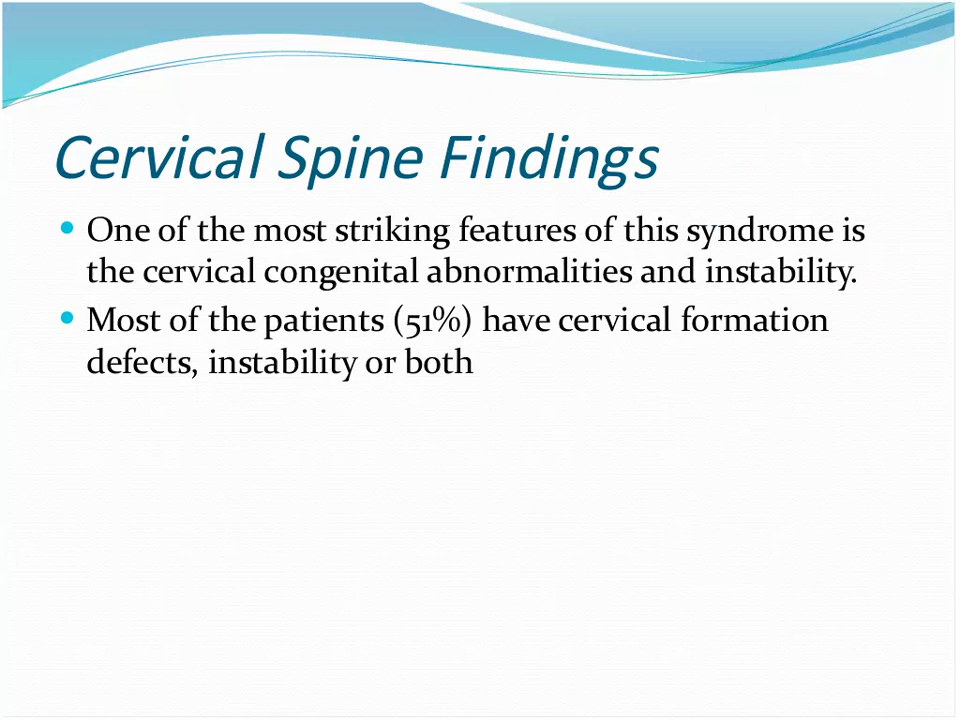 Cervical Spine Findings
One of the most striking features of this syndrome is
the cervical congenital abnormalities and instability.
Most of the patients (51%) have cervical formation
defects, instability or both